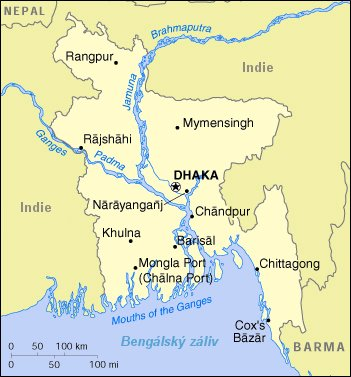 NEPAL
Brahmaputra
Rangpur
Jamuna
Indie
Ganges
Rājshāhi
Padma
Mymensingh
DHAKA
Nārāyangañj
Chāndpur
Indie
Khulna
Barisāl
Mongla Port
(Chālna Port)
Chittagong
Mouths of the Ganges
Bengálský záliv
Cox's
Bāzār
BARMA
0 50 100 km
0 50 100 mi